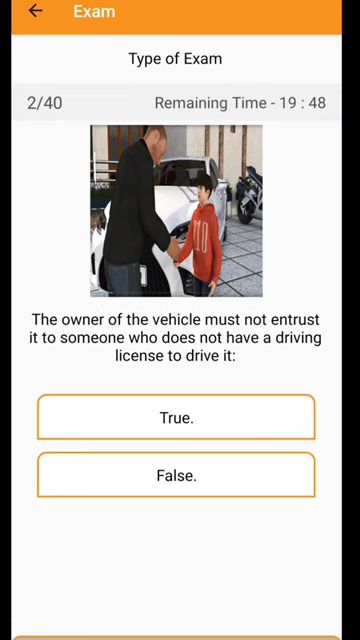 Exam
Type of Exam
2/40
Remaining Time - 19 : 48
The owner of the vehicle must not entrust
it to someone who does not have a driving
license to drive it:
True.
False.